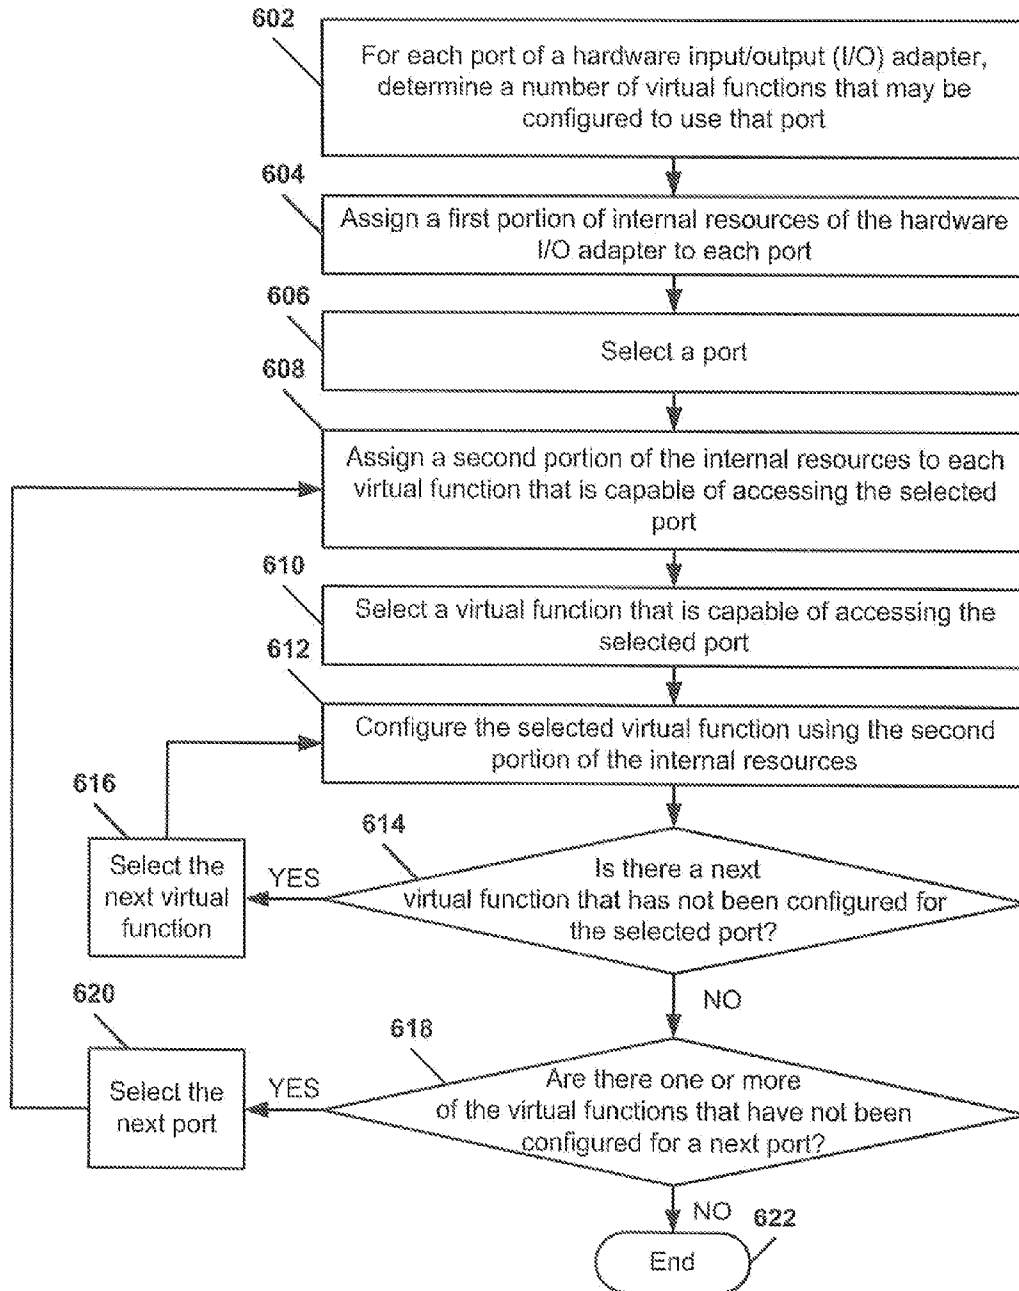 602
For each port of a hardware input/output (I/O) adapter,
determine a number of virtual functions that may be
configured to use that port
604
Assign a first portion of internal resources of the hardware
I/O adapter to each port
606
Select a port
608
Assign a second portion of the internal resources to each
virtual function that is capable of accessing the selected
port
610
Select a virtual function that is capable of accessing the
selected port
612
Configure the selected virtual function using the second
portion of the internal resources
614
Is there a next
virtual function that has not been configured for
the selected port?
YES
616
Select the
next virtual
function
NO
618
Are there one or more
of the virtual functions that have not been
configured for a next port?
YES
620
Select the
next port
NO
622
End